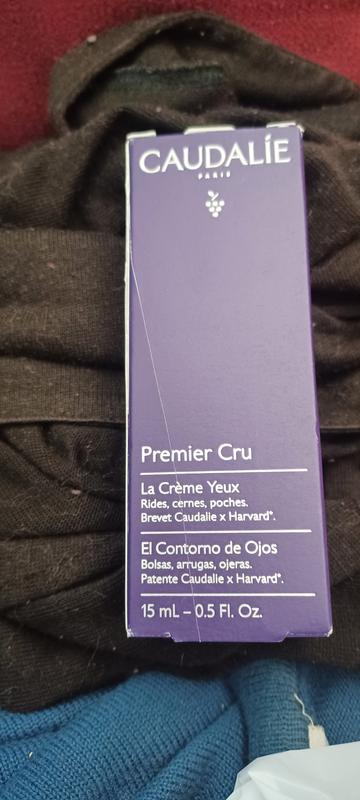 CAUDALÍE
PARIS
Premier Cru
La Crème Yeux
Rides, cernes, poches.
Brevet Caudalie x Harvard*.
El Contorno de Ojos
Bolsas, arrugas, ojeras.
Patente Caudalie x Harvard*.
15 mL – 0.5 Fl. Oz.